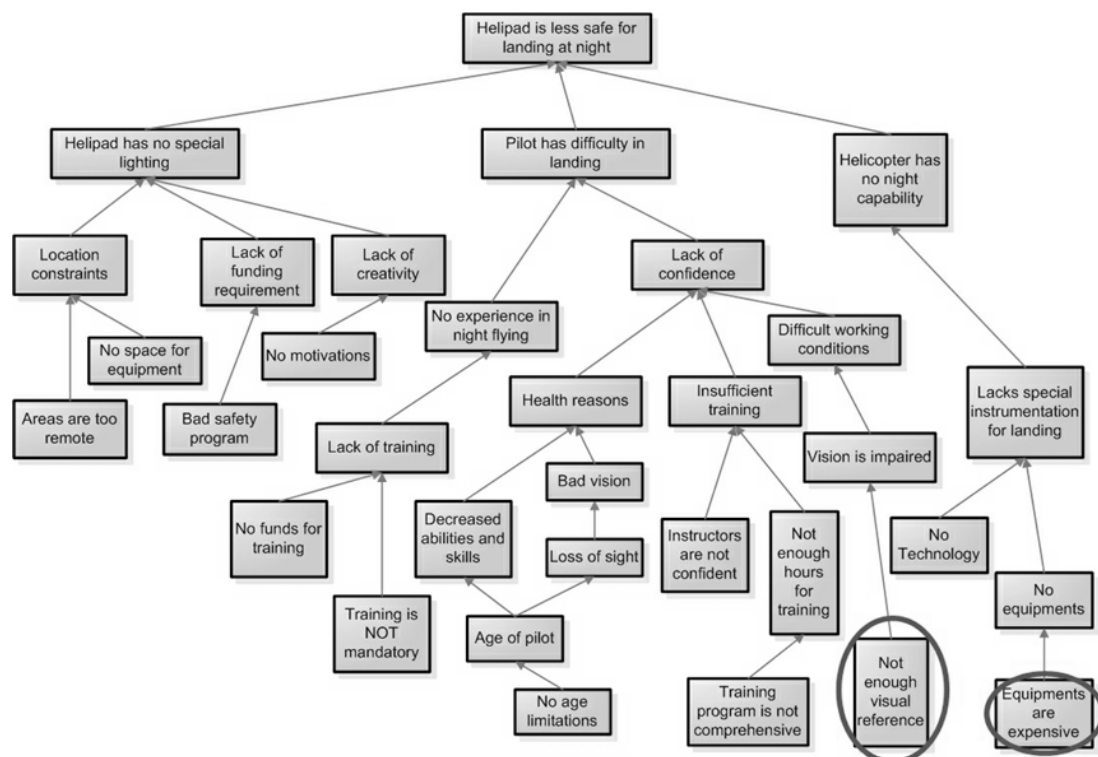 Helipad is less safe for
landing at night
Helipad has no special
lighting
Pilot has difficulty in
landing
Helicopter has
no night
capability
Location
constraints
Lack of
funding
requirement
Lack of
creativity
Lack of
confidence
No experience in
night flying
Difficult working
conditions
No space for
equipment
No motivations
Health reasons
Insufficient
training
Lacks special
instrumentation
for landing
Areas are too
remote
Bad safety
program
Lack of training
Vision is impaired
Bad vision
No funds for
training
Decreased
abilities and
skills
Loss of sight
Instructors
are not
confident
Not
enough
hours
for
training
No
Technology
No
equipments
Training is
NOT
mandatory
Age of pilot
Not
enough
visual
reference
No age
limitations
Training
program is not
comprehensive
Equipments
are
expensive